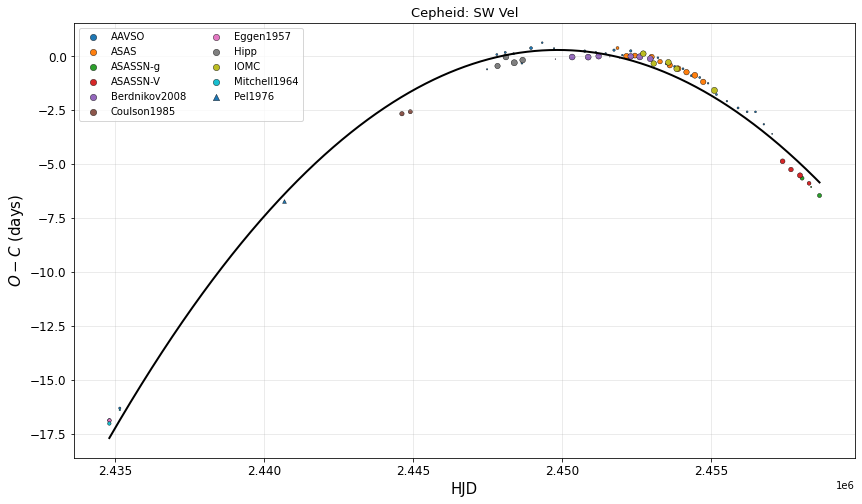 Cepheid: SW Vel
AAVSO
ASAS
ASASSN-g
ASASSN-V
Berdnikov2008
Coulson1985
Eggen1957
Hipp
IOMC
Mitchell1964
Pel1976
0.0
−2.5
−5.0
−7.5
−10.0
−12.5
−15.0
−17.5
O − C (days)
2.435 2.440 2.445 2.450 2.455
1e6
HJD